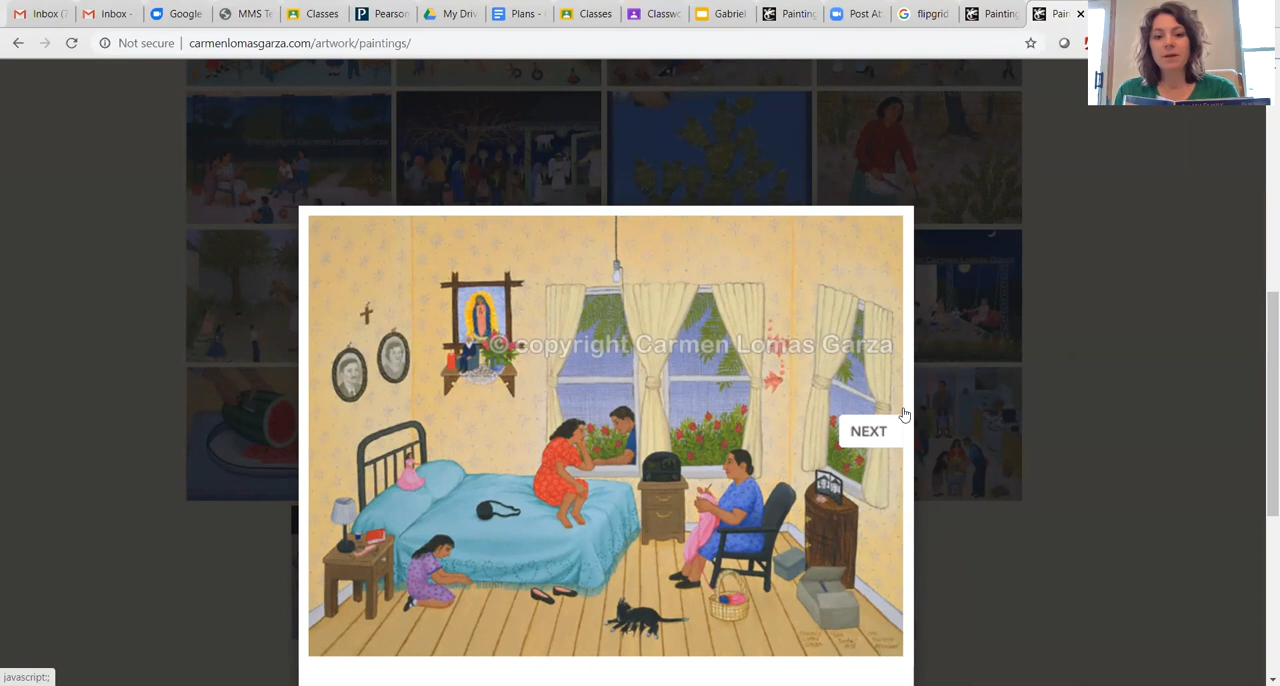 Inbox (
Inbox -
Google
MMS Te
Classes
Pearson
My Driv
Plans -
Classes
Classwo
Gabriel
Painting
Post At
flipgrid
Painting
Pain
Not secure
carmenlomasgarza.com/artwork/paintings/
© copyright Carmen Lomas Garza
NEXT
javascript:;